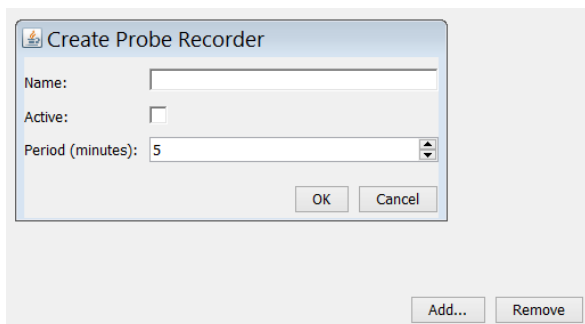 Create Probe Recorder
Name:
Active:
Period (minutes): 5
OK Cancel
Add... Remove